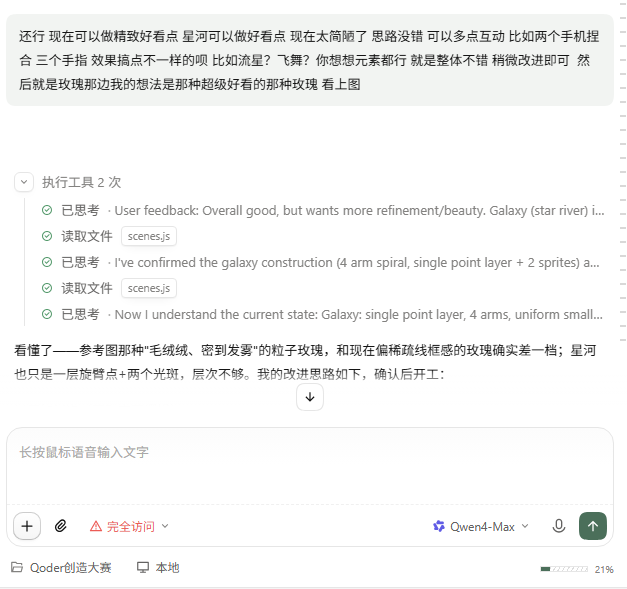 还行 现在可以做精致好看点 星河可以做好看点 现在太简陋了 思路没错 可以多点互动 比如两个手机捏
合 三个手指 效果搞点不一样的呗 比如流星？飞舞？你想想元素都行 就是整体不错 稍微改进即可 然
后就是玫瑰那边我的想法是那种超级好看的那种玫瑰 看上图
执行工具 2 次
已思考 · User feedback: Overall good, but wants more refinement/beauty. Galaxy (star river) i...
读取文件 scenes.js
已思考 · I've confirmed the galaxy construction (4 arm spiral, single point layer + 2 sprites) a...
读取文件 scenes.js
已思考 · Now I understand the current state: Galaxy: single point layer, 4 arms, uniform small...
看懂了——参考图那种"毛绒绒、密到发雾"的粒子玫瑰，和现在偏稀疏线框感的玫瑰确实差一档；星河
也只是一层旋臂点+两个光斑，层次不够。我的改进思路如下，确认后开工：
长按鼠标语音输入文字
完全访问 Qwen4-Max
Qoder创造大赛 本地 21%